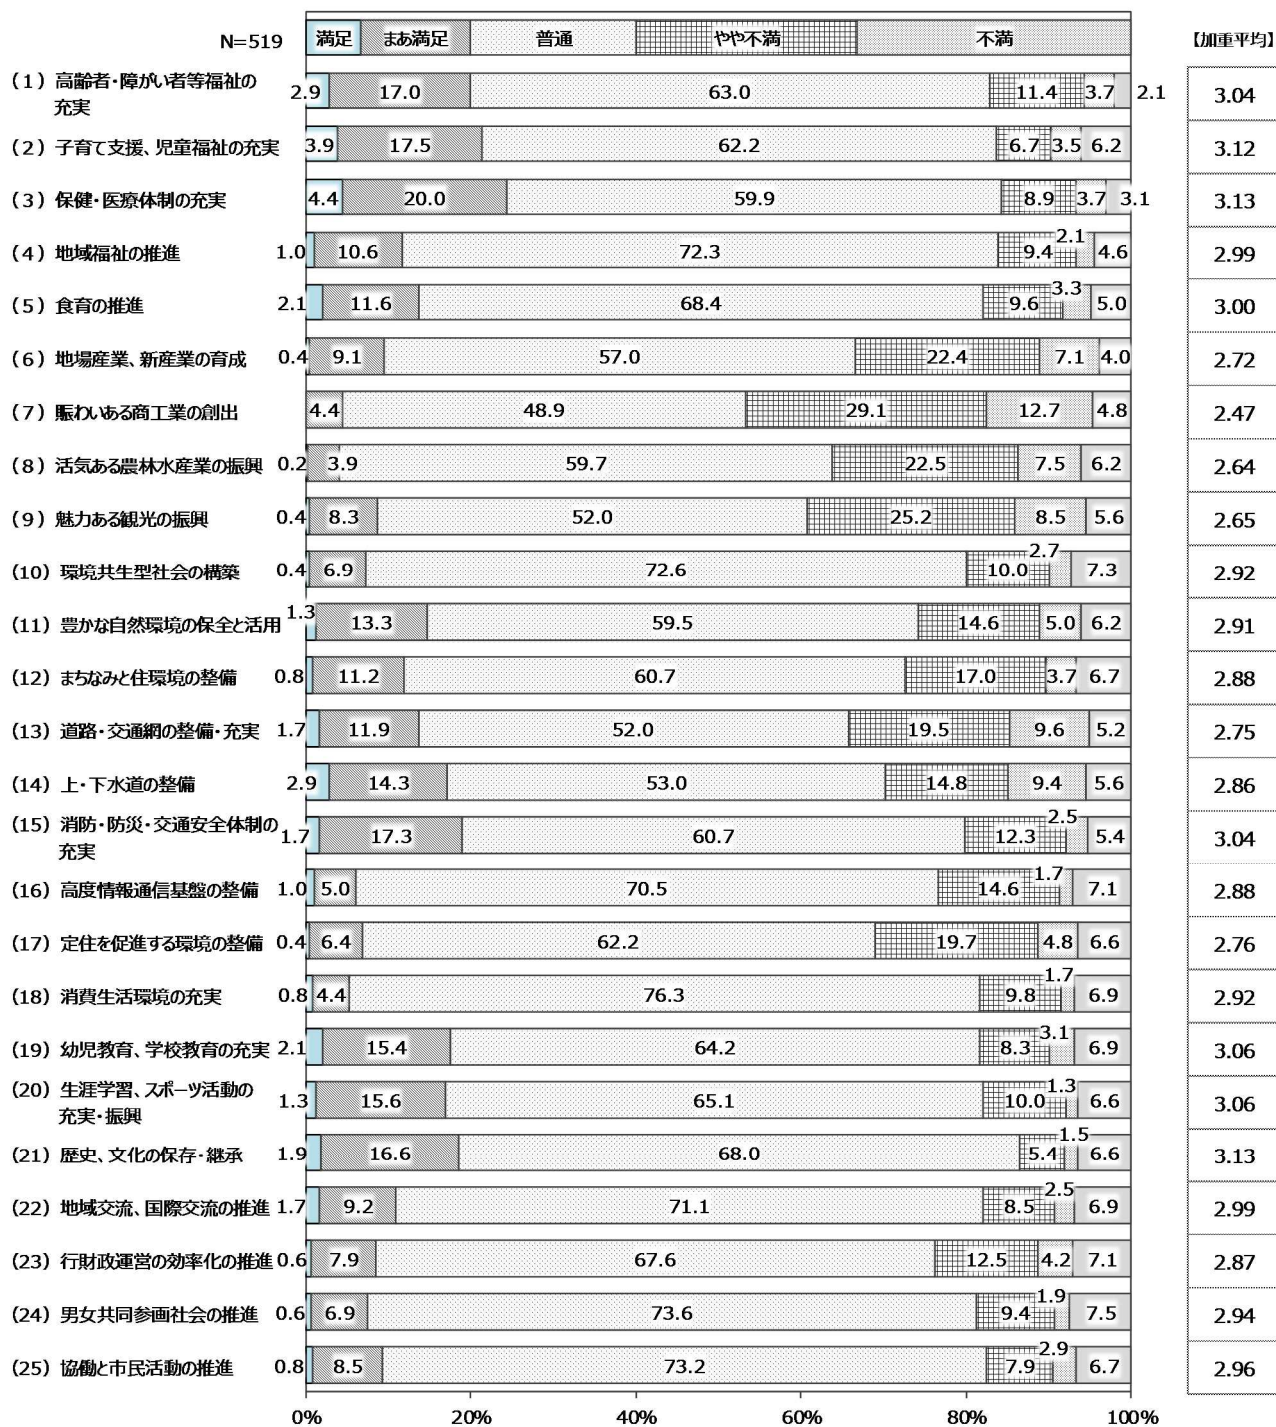 N=519 満足 まあ満足 普通 やや不満 不満 【加重平均】
(1) 高齢者・障がい者等福祉の
充実 2.9 17.0 63.0 11.4 3.7 2.1 3.04
(2) 子育て支援、児童福祉の充実 3.9 17.5 62.2 6.7 3.5 6.2 3.12
(3) 保健・医療体制の充実 4.4 20.0 59.9 8.9 3.7 3.1 3.13
(4) 地域福祉の推進 1.0 10.6 72.3 9.4 2.1 4.6 2.99
(5) 食育の推進 2.1 11.6 68.4 9.6 3.3 5.0 3.00
(6) 地場産業、新産業の育成 0.4 9.1 57.0 22.4 7.1 4.0 2.72
(7) 賑わいある商工業の創出 4.4 48.9 29.1 12.7 4.8 2.47
(8) 活気ある農林水産業の振興 0.2 3.9 59.7 22.5 7.5 6.2 2.64
(9) 魅力ある観光の振興 0.4 8.3 52.0 25.2 8.5 5.6 2.65
(10) 環境共生型社会の構築 0.4 6.9 72.6 10.0 2.7 7.3 2.92
(11) 豊かな自然環境の保全と活用 1.3 13.3 59.5 14.6 5.0 6.2 2.91
(12) まちなみと住環境の整備 0.8 11.2 60.7 17.0 3.7 6.7 2.88
(13) 道路・交通網の整備・充実 1.7 11.9 52.0 19.5 9.6 5.2 2.75
(14) 上・下水道の整備 2.9 14.3 53.0 14.8 9.4 5.6 2.86
(15) 消防・防災・交通安全体制の
充実 1.7 17.3 60.7 12.3 2.5 5.4 3.04
(16) 高度情報通信基盤の整備 1.0 5.0 70.5 14.6 1.7 7.1 2.88
(17) 定住を促進する環境の整備 0.4 6.4 62.2 19.7 4.8 6.6 2.76
(18) 消費生活環境の充実 0.8 4.4 76.3 9.8 1.7 6.9 2.92
(19) 幼児教育、学校教育の充実 2.1 15.4 64.2 8.3 3.1 6.9 3.06
(20) 生涯学習、スポーツ活動の
充実・振興 1.3 15.6 65.1 10.0 1.3 6.6 3.06
(21) 歴史、文化の保存・継承 1.9 16.6 68.0 5.4 1.5 6.6 3.13
(22) 地域交流、国際交流の推進 1.7 9.2 71.1 8.5 2.5 6.9 2.99
(23) 行財政運営の効率化の推進 0.6 7.9 67.6 12.5 4.2 7.1 2.87
(24) 男女共同参画社会の推進 0.6 6.9 73.6 9.4 1.9 7.5 2.94
(25) 協働と市民活動の推進 0.8 8.5 73.2 7.9 2.9 6.7 2.96
0% 20% 40% 60% 80% 100%